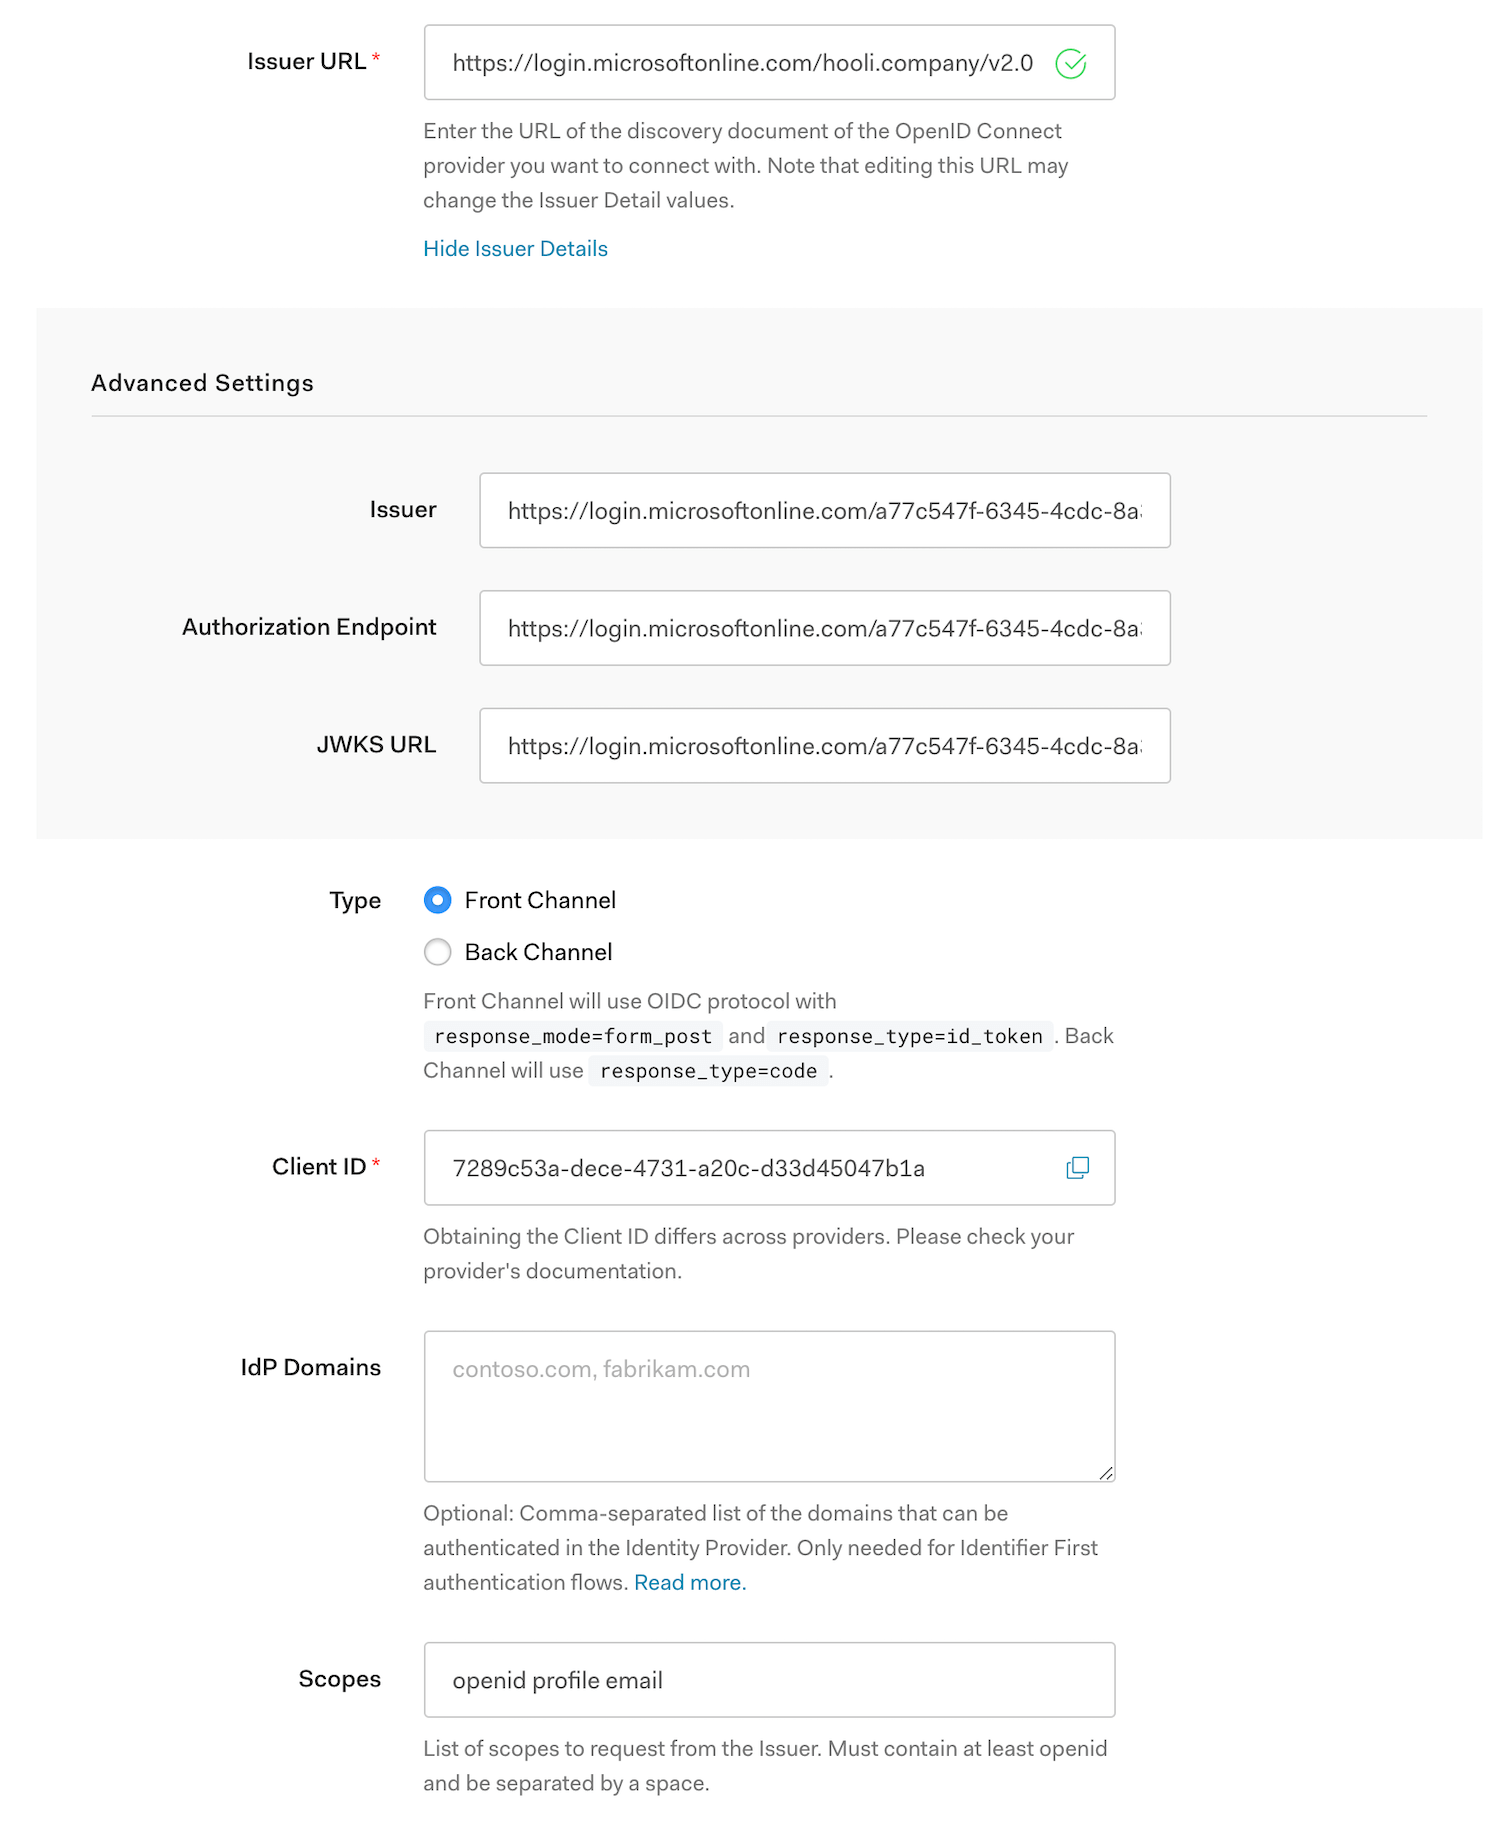 Issuer URL *
https://login.microsoftonline.com/hooli.company/v2.0
Enter the URL of the discovery document of the OpenID Connect
provider you want to connect with. Note that editing this URL may
change the Issuer Detail values.
Hide Issuer Details
Advanced Settings
Issuer
https://login.microsoftonline.com/a77c547f-6345-4cdc-8a
Authorization Endpoint
https://login.microsoftonline.com/a77c547f-6345-4cdc-8a
JWKS URL
https://login.microsoftonline.com/a77c547f-6345-4cdc-8a
Type
Front Channel
Back Channel
Front Channel will use OIDC protocol with
response_mode=form_post and response_type=id_token . Back
Channel will use response_type=code .
Client ID *
7289c53a-dece-4731-a20c-d33d45047b1a
Obtaining the Client ID differs across providers. Please check your
provider's documentation.
IdP Domains
contoso.com, fabrikam.com
Optional: Comma-separated list of the domains that can be
authenticated in the Identity Provider. Only needed for Identifier First
authentication flows. Read more.
Scopes
openid profile email
List of scopes to request from the Issuer. Must contain at least openid
and be separated by a space.